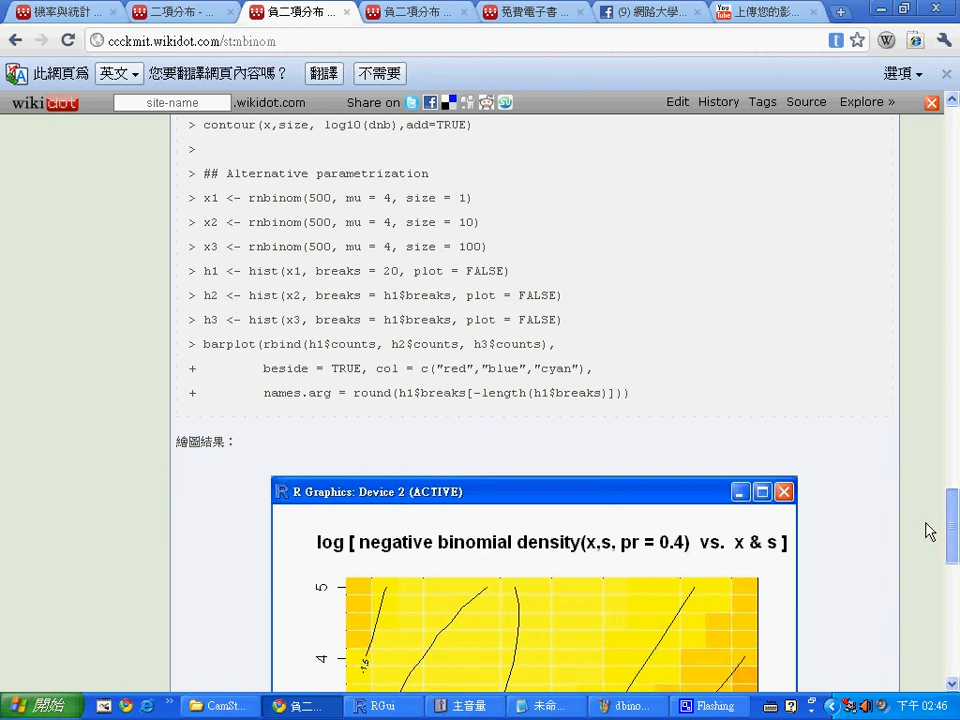 機率與統計
二項分布 - ...
負二項分布 ...
負二項分布 ...
免費電子書 ...
(9) 網路大學...
上傳您的影...
ccckmit.wikidot.com/st:nbinom
此網頁為 英文 您要翻譯網頁內容嗎？ 翻譯 不需要 選項
wikidot site-name .wikidot.com Share on Edit History Tags Source Explore »
> contour(x,size, log10(dnb),add=TRUE)
>
> ## Alternative parametrization
> x1 <- rnbinom(500, mu = 4, size = 1)
> x2 <- rnbinom(500, mu = 4, size = 10)
> x3 <- rnbinom(500, mu = 4, size = 100)
> h1 <- hist(x1, breaks = 20, plot = FALSE)
> h2 <- hist(x2, breaks = h1$breaks, plot = FALSE)
> h3 <- hist(x3, breaks = h1$breaks, plot = FALSE)
> barplot(rbind(h1$counts, h2$counts, h3$counts),
+ beside = TRUE, col = c("red","blue","cyan"),
+ names.arg = round(h1$breaks[-length(h1$breaks)]))
繪圖結果：
R Graphics: Device 2 (ACTIVE)
log [ negative binomial density(x,s, pr = 0.4) vs. x & s ]
5
4
-1.5
開始 CamSt... 負二... RGui 主音量 未命... dbino... Flashing 下午 02:46